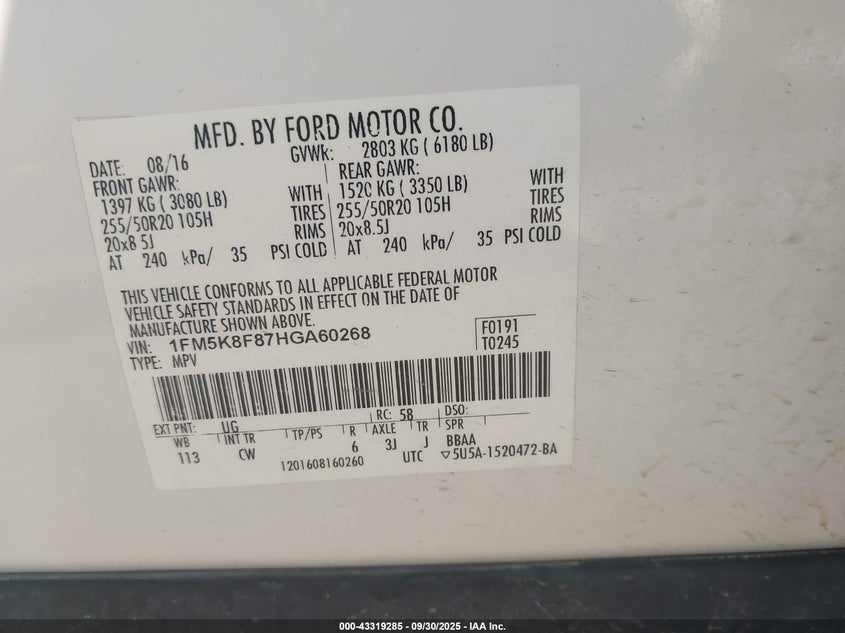 MFD. BY FORD MOTOR CO.
DATE: 08/16 GVWR: 2803 KG ( 6180 LB)
FRONT GAWR: REAR GAWR:
1397 KG ( 3080 LB) WITH 1520 KG ( 3350 LB) WITH
255/50R20 105H TIRES 255/50R20 105H TIRES
20x8.5J RIMS 20x8.5J RIMS
AT 240 kPa/ 35 PSI COLD AT 240 kPa/ 35 PSI COLD
THIS VEHICLE CONFORMS TO ALL APPLICABLE FEDERAL MOTOR
VEHICLE SAFETY STANDARDS IN EFFECT ON THE DATE OF
MANUFACTURE SHOWN ABOVE.
VIN: 1FM5K8F87HGA60268 F0191
TYPE: MPV T0245
EXT PNT: UG RC: 58 DSO:
WB INT TR TP/PS R AXLE TR SPR
113 CW 6 3J J BBAA
1201608160260 UTC ▽5U5A-1520472-BA
000-43319285 - 09/30/2025 - IAA Inc.